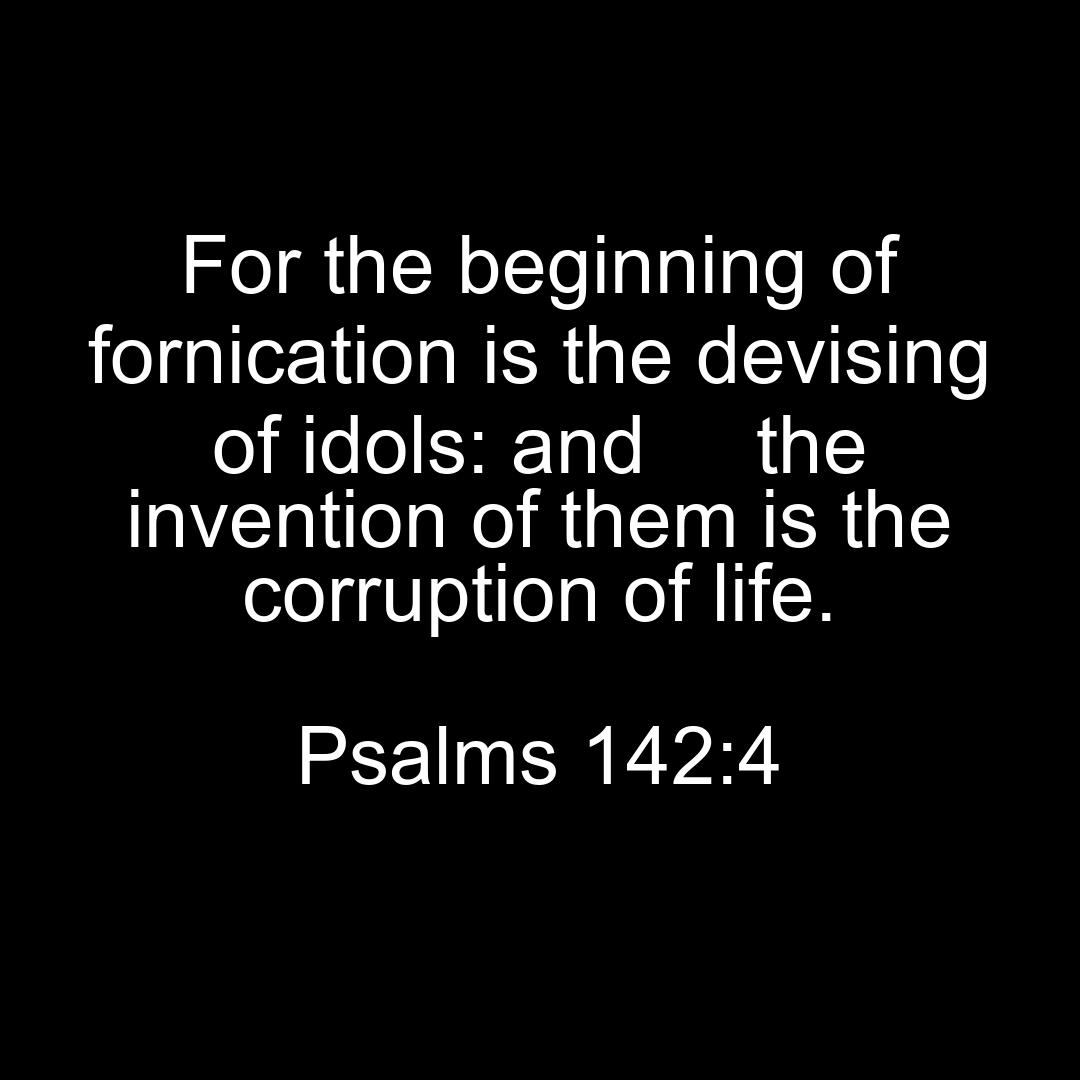 For the beginning of
fornication is the devising
of idols: and     the
invention of them is the
corruption of life.
Psalms 142:4